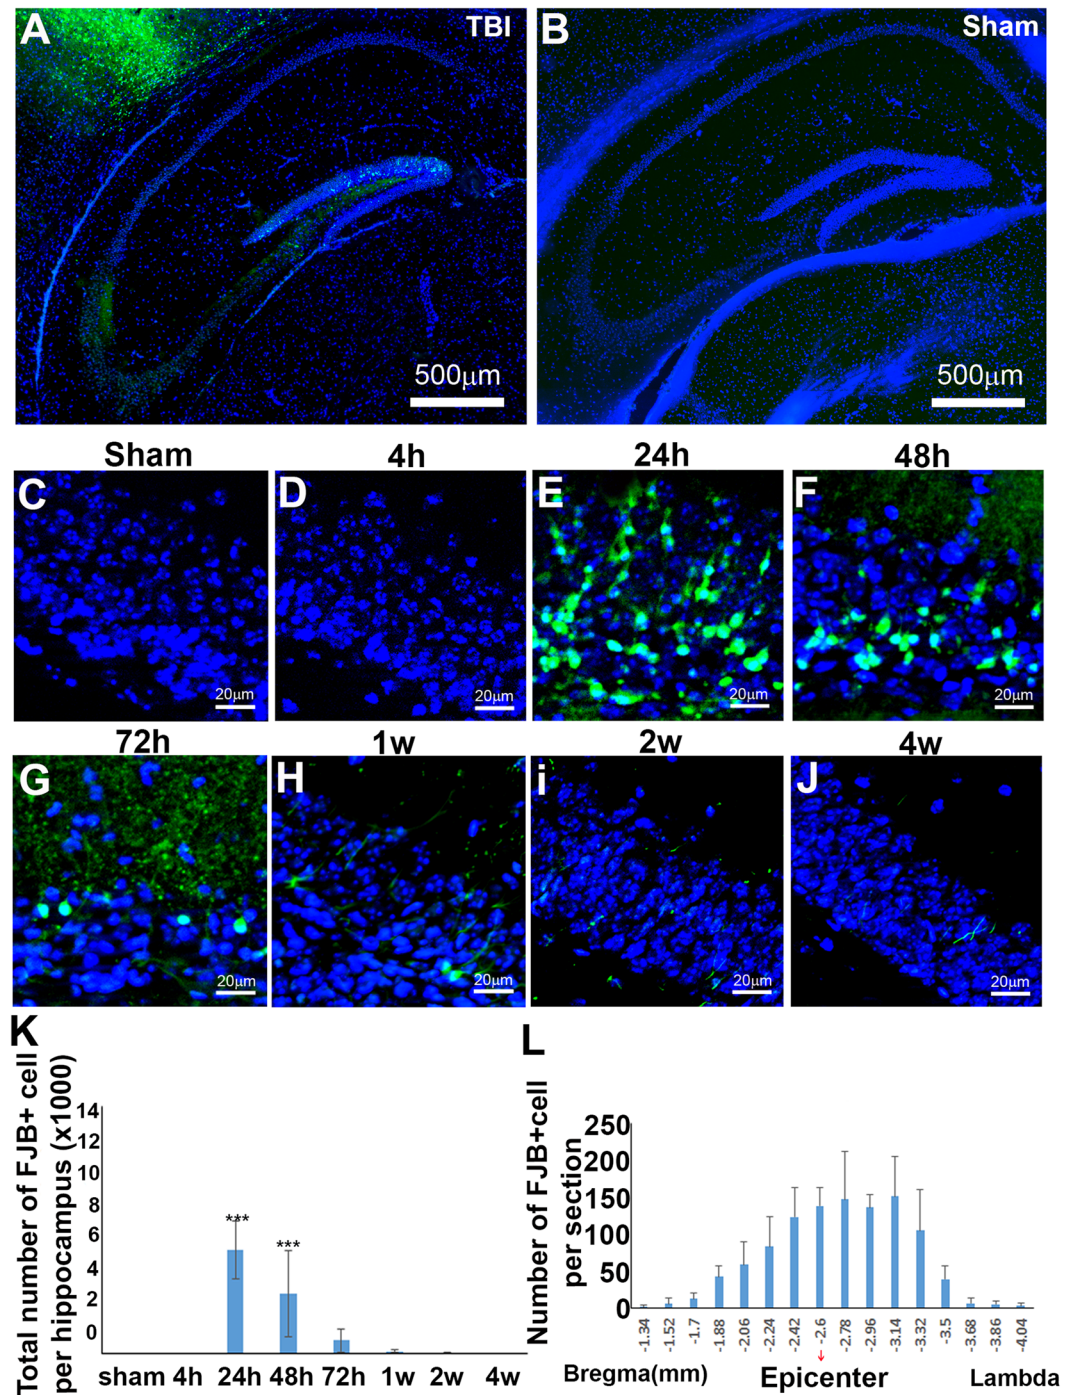 A TBI
B Sham
500μm
500μm
Sham
4h
24h
48h
C
D
E
F
20μm
20μm
20μm
20μm
72h
1w
2w
4w
G
H
i
J
20μm
20μm
20μm
20μm
K
Total number of FJB+ cell
per hippocampus (x1000)
14
12
10
8
6
4
2
0
***
***
sham 4h 24h 48h 72h 1w 2w 4w
L
Number of FJB+cell
per section
250
200
150
100
50
0
-1.34
-1.52
-1.7
-1.88
-2.06
-2.24
-2.42
-2.6
-2.78
-2.96
-3.14
-3.32
-3.5
-3.68
-3.86
-4.04
Bregma(mm) Epicenter Lambda